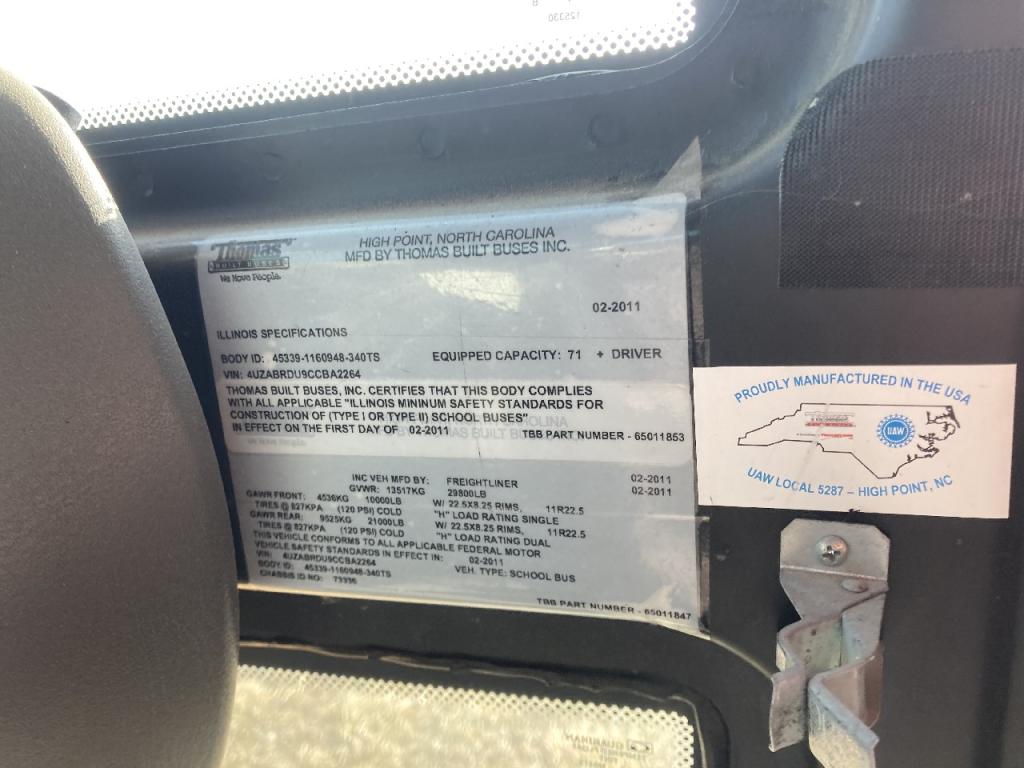 125330
Thomas
BUILT BUSES
We Move People.
HIGH POINT, NORTH CAROLINA
MFD BY THOMAS BUILT BUSES INC.
02-2011
ILLINOIS SPECIFICATIONS
BODY ID: 45339-1160948-340TS EQUIPPED CAPACITY: 71 + DRIVER
VIN: 4UZABRDU9CCBA2264
THOMAS BUILT BUSES, INC. CERTIFIES THAT THIS BODY COMPLIES
WITH ALL APPLICABLE "ILLINOIS MININUM SAFETY STANDARDS FOR
CONSTRUCTION OF (TYPE I OR TYPE II) SCHOOL BUSES"
IN EFFECT ON THE FIRST DAY OF 02-2011 TBB PART NUMBER - 65011853
INC VEH MFD BY: FREIGHTLINER 02-2011
GVWR: 13517KG 29800LB 02-2011
GAWR FRONT: 4536KG 10000LB W/ 22.5X8.25 RIMS, 11R22.5
TIRES @ 827KPA (120 PSI) COLD "H" LOAD RATING SINGLE
GAWR REAR: 9525KG 21000LB W/ 22.5X8.25 RIMS, 11R22.5
TIRES @ 827KPA (120 PSI) COLD "H" LOAD RATING DUAL
THIS VEHICLE CONFORMS TO ALL APPLICABLE FEDERAL MOTOR
VEHICLE SAFETY STANDARDS IN EFFECT IN: 02-2011
VIN: 4UZABRDU9CCBA2264
BODY ID: 45339-1160948-340TS VEH. TYPE: SCHOOL BUS
CHASSIS ID NO: 73936
TBB PART NUMBER - 65011847
PROUDLY MANUFACTURED IN THE USA
UAW
UAW LOCAL 5287 – HIGH POINT, NC
GUARDIAN